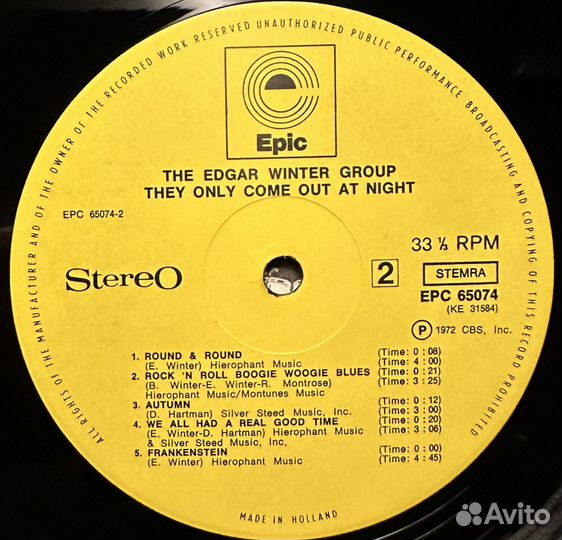 ALL RIGHTS OF THE MANUFACTURER AND OF THE OWNER OF THE RECORDED WORK RESERVED UNAUTHORIZED PUBLIC PERFORMANCE BROADCASTING AND COPYING OF THIS RECORD PROHIBITED
Epic
THE EDGAR WINTER GROUP
THEY ONLY COME OUT AT NIGHT
EPC 65074-2
33 ⅓ RPM
Stereo
2
STEMRA
EPC 65074
(KE 31584)
Ⓟ 1972 CBS, Inc.
1. ROUND & ROUND (Time: 0 : 08)
(E. Winter) Hierophant Music (Time: 4 : 00)
2. ROCK 'N ROLL BOOGIE WOOGIE BLUES (Time: 0 : 21)
(B. Winter-E. Winter-R. Montrose) (Time: 3 : 25)
Hierophant Music/Montunes Music
3. AUTUMN (Time: 0 : 12)
(D. Hartman) Silver Steed Music, Inc. (Time: 3 : 00)
4. WE ALL HAD A REAL GOOD TIME (Time: 0 : 20)
(E. Winter-D. Hartman) Hierophant Music (Time: 3 : 06)
& Silver Steed Music, Inc.
5. FRANKENSTEIN (Time: 0 : 00)
(E. Winter) Hierophant Music (Time: 4 : 45)
MADE IN HOLLAND
Avito